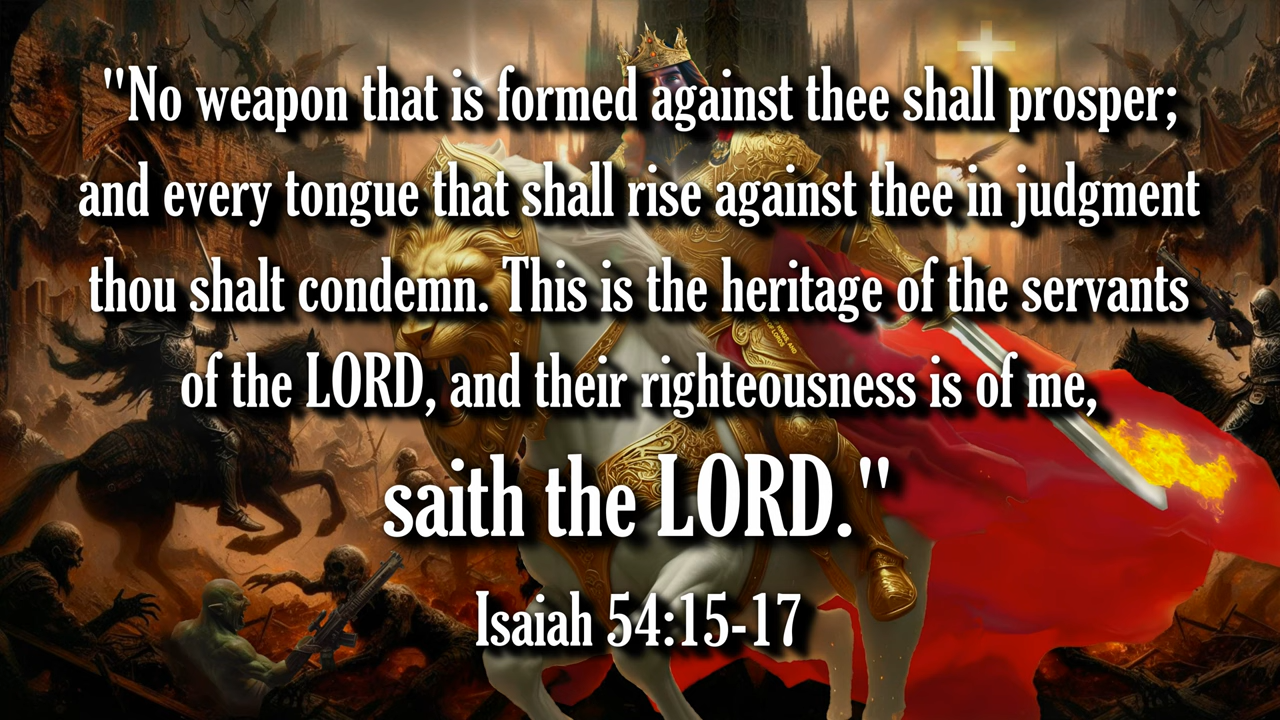 "No weapon that is formed against thee shall prosper;
and every tongue that shall rise against thee in judgment
thou shalt condemn. This is the heritage of the servants
of the LORD, and their righteousness is of me,
saith the LORD."
Isaiah 54:15-17